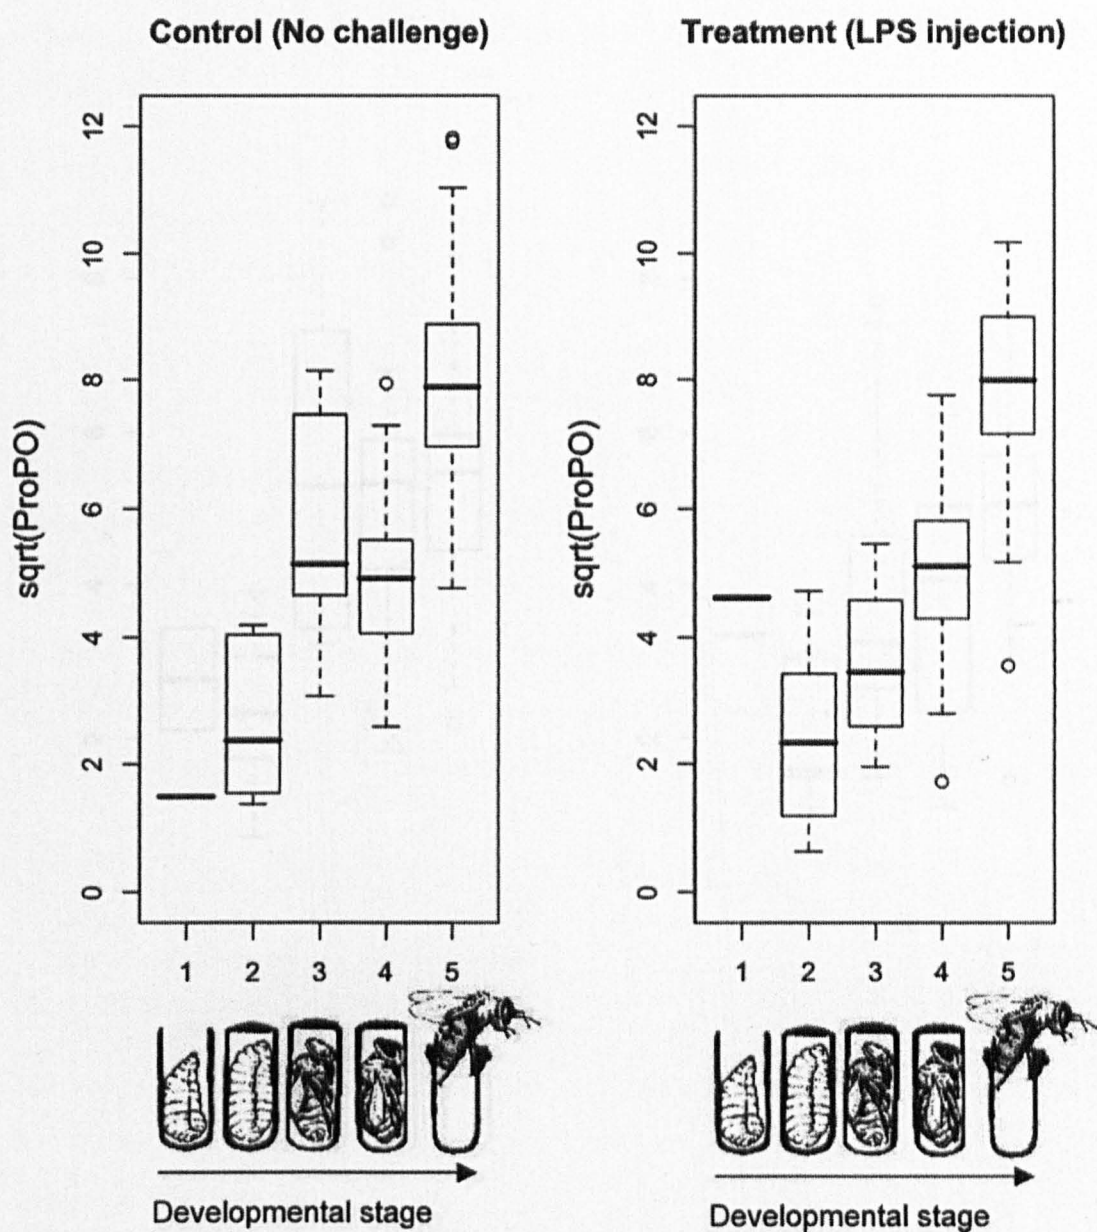 Control (No challenge)
Treatment (LPS injection)
12
10
8
6
4
2
0
sqrt(ProPO)
1 2 3 4 5
Developmental stage
12
10
8
6
4
2
0
sqrt(ProPO)
1 2 3 4 5
Developmental stage